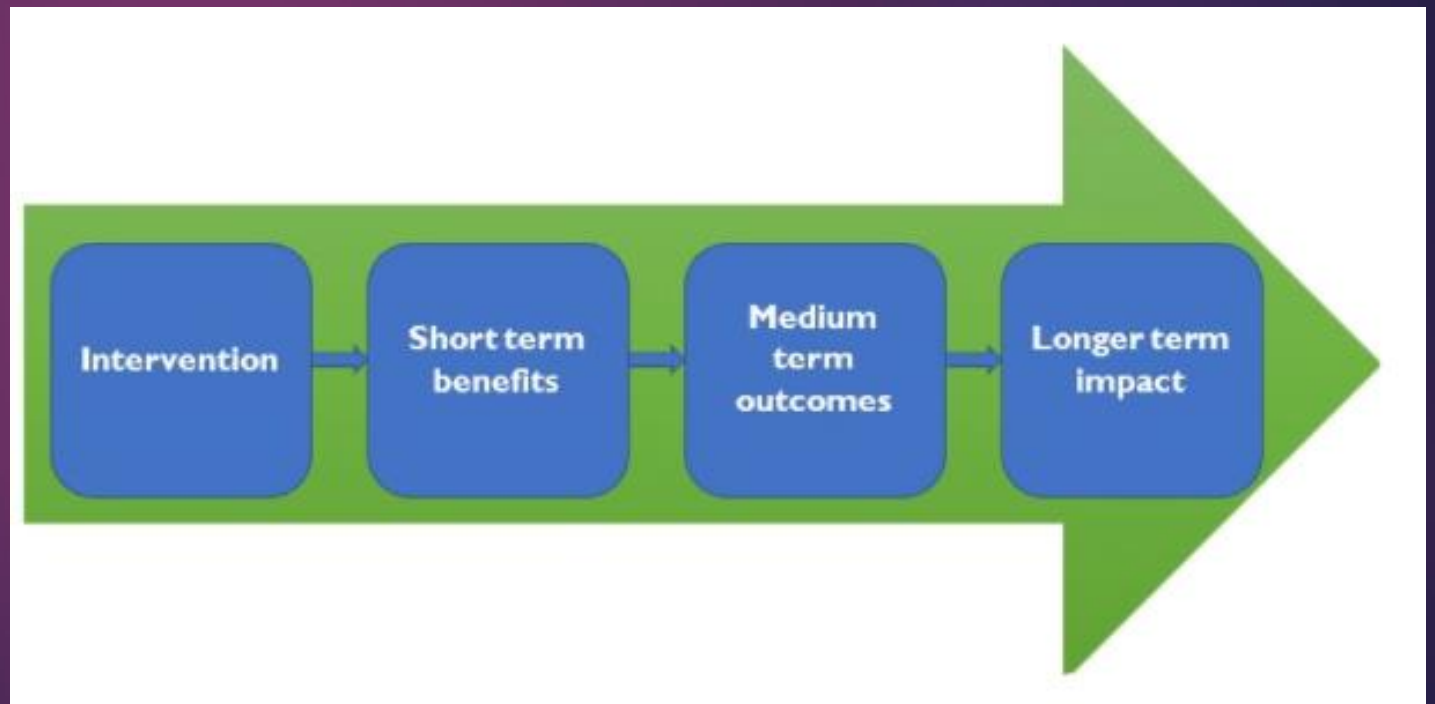 Intervention
Short term
benefits
Medium
term
outcomes
Longer term
impact